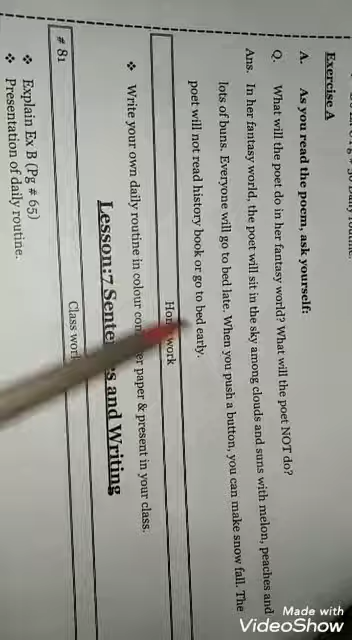 Exercise A
A. As you read the poem, ask yourself:
Q. What will the poet do in her fantasy world? What will the poet NOT do?
Ans. In her fantasy world, the poet will sit in the sky among clouds and suns with melon, peaches and
lots of buns. Everyone will go to bed late. When you push a button, you can make snow fall. The
poet will not read history book or go to bed early.
work
❖ Write your own daily routine in colour paper & present in your class.
Lesson:7 and Writing
# 81
Class work
❖ Explain Ex B (Pg # 65)
❖ Presentation of daily routine.
Made with
VideoShow